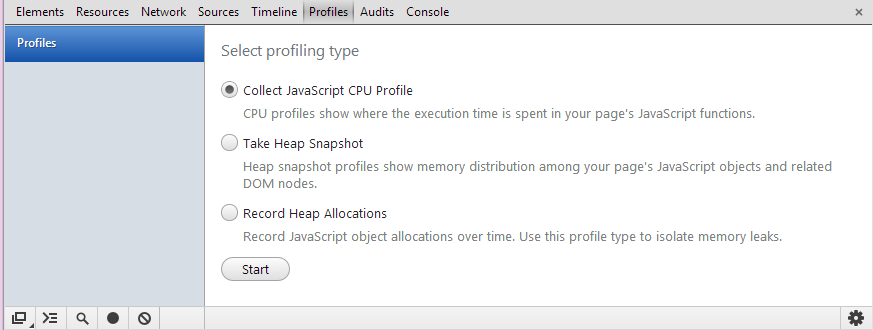 Elements Resources Network Sources Timeline Profiles Audits Console ×
Profiles
Select profiling type
Collect JavaScript CPU Profile
CPU profiles show where the execution time is spent in your page's JavaScript functions.
Take Heap Snapshot
Heap snapshot profiles show memory distribution among your page's JavaScript objects and related
DOM nodes.
Record Heap Allocations
Record JavaScript object allocations over time. Use this profile type to isolate memory leaks.
Start